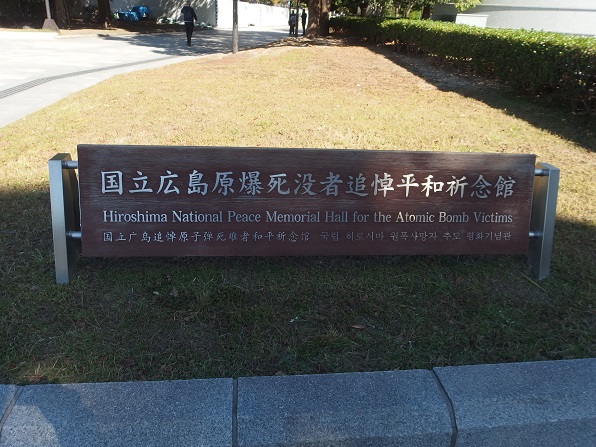 国立広島原爆死没者追悼平和祈念館
Hiroshima National Peace Memorial Hall for the Atomic Bomb Victims
国立广岛追悼原子弹死难者和平祈念馆 국립 히로시마 원폭사망자 추도 평화기념관